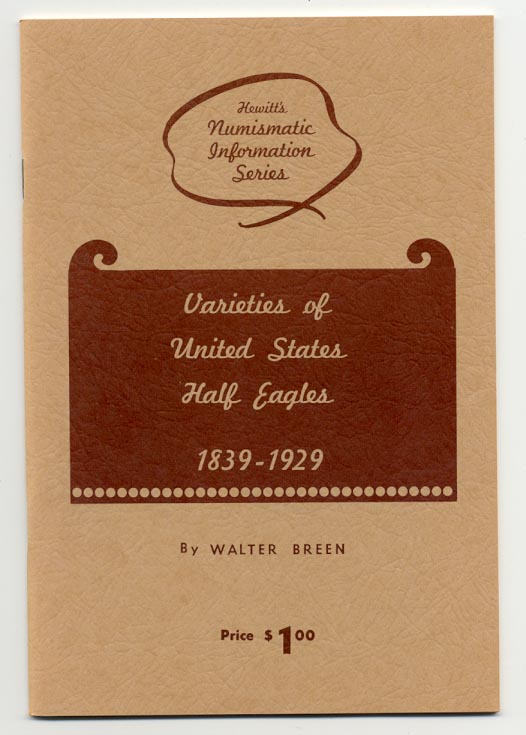 Hewitt's
Numismatic
Information
Series
Varieties of
United States
Half Eagles
1839-1929
By WALTER BREEN
Price $1.00